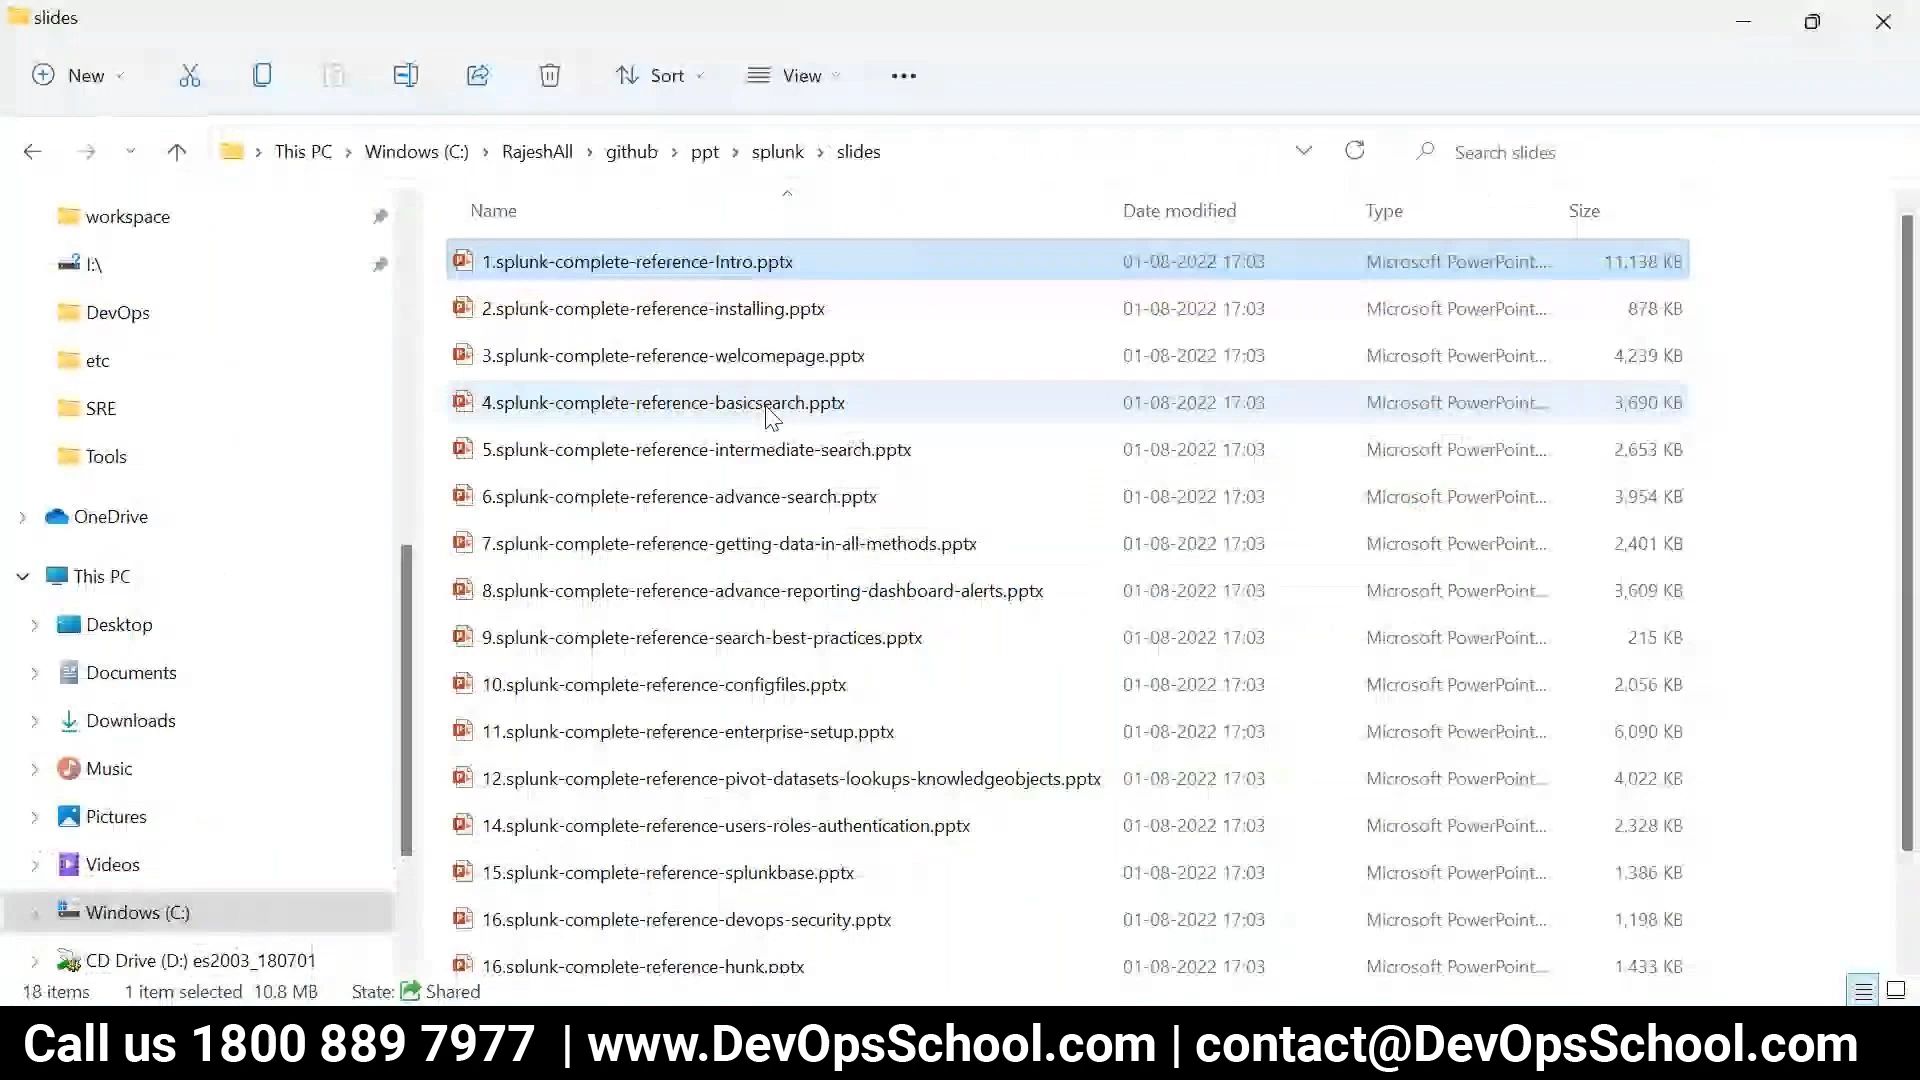 slides
New
Sort
View
This PC > Windows (C:) > RajeshAll > github > ppt > splunk > slides
Search slides
Name Date modified Type Size
workspace
I:\
DevOps
etc
SRE
Tools
OneDrive
This PC
Desktop
Documents
Downloads
Music
Pictures
Videos
Windows (C:)
CD Drive (D:) es2003_180701
1.splunk-complete-reference-Intro.pptx 01-08-2022 17:03 Microsoft PowerPoint... 11,138 KB
2.splunk-complete-reference-installing.pptx 01-08-2022 17:03 Microsoft PowerPoint... 878 KB
3.splunk-complete-reference-welcomepage.pptx 01-08-2022 17:03 Microsoft PowerPoint... 4,239 KB
4.splunk-complete-reference-basicsearch.pptx 01-08-2022 17:03 Microsoft PowerPoint... 3,690 KB
5.splunk-complete-reference-intermediate-search.pptx 01-08-2022 17:03 Microsoft PowerPoint... 2,653 KB
6.splunk-complete-reference-advance-search.pptx 01-08-2022 17:03 Microsoft PowerPoint... 3,954 KB
7.splunk-complete-reference-getting-data-in-all-methods.pptx 01-08-2022 17:03 Microsoft PowerPoint... 2,401 KB
8.splunk-complete-reference-advance-reporting-dashboard-alerts.pptx 01-08-2022 17:03 Microsoft PowerPoint... 3,609 KB
9.splunk-complete-reference-search-best-practices.pptx 01-08-2022 17:03 Microsoft PowerPoint... 215 KB
10.splunk-complete-reference-configfiles.pptx 01-08-2022 17:03 Microsoft PowerPoint... 2,056 KB
11.splunk-complete-reference-enterprise-setup.pptx 01-08-2022 17:03 Microsoft PowerPoint... 6,090 KB
12.splunk-complete-reference-pivot-datasets-lookups-knowledgeobjects.pptx 01-08-2022 17:03 Microsoft PowerPoint... 4,022 KB
14.splunk-complete-reference-users-roles-authentication.pptx 01-08-2022 17:03 Microsoft PowerPoint... 2,328 KB
15.splunk-complete-reference-splunkbase.pptx 01-08-2022 17:03 Microsoft PowerPoint... 1,386 KB
16.splunk-complete-reference-devops-security.pptx 01-08-2022 17:03 Microsoft PowerPoint... 1,198 KB
16.splunk-complete-reference-hunk.pptx 01-08-2022 17:03 Microsoft PowerPoint... 1,433 KB
18 items 1 item selected 10.8 MB State: Shared
Call us 1800 889 7977 | www.DevOpsSchool.com | contact@DevOpsSchool.com